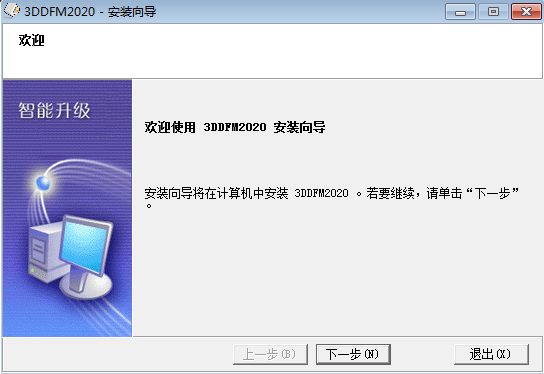 3DDFM2020 - 安装向导
欢迎
智能升级
欢迎使用 3DDFM2020 安装向导
安装向导将在计算机中安装 3DDFM2020 。若要继续，请单击“下一步”
。
上一步(B)
下一步(N)
退出(X)